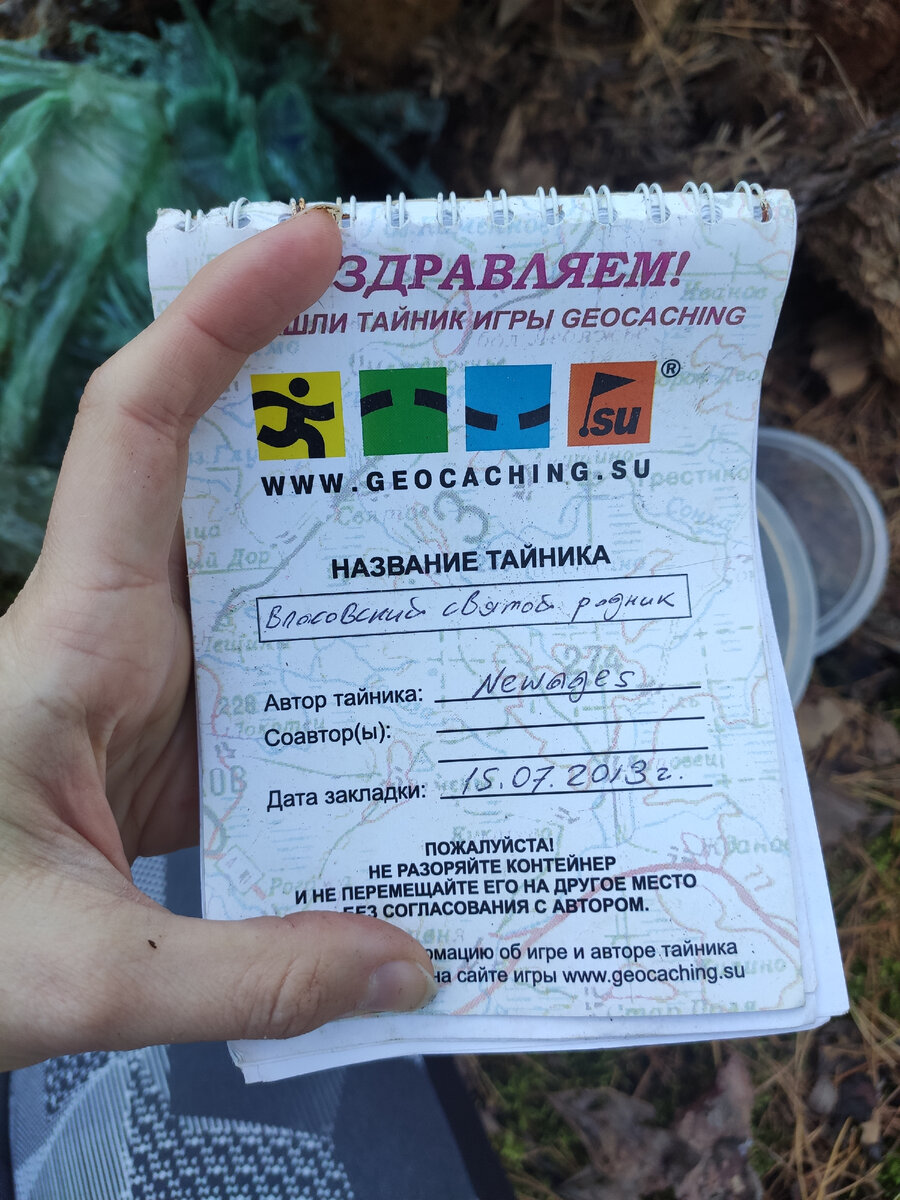 ЗДРАВЛЯЕМ!
ШЛИ ТАЙНИК ИГРЫ GEOCACHING
.su ®
WWW.GEOCACHING.SU
НАЗВАНИЕ ТАЙНИКА
Власовский святой родник
Автор тайника: Newages
Соавтор(ы):
Дата закладки: 15.07.2013 г.
ПОЖАЛУЙСТА!
НЕ РАЗОРЯЙТЕ КОНТЕЙНЕР
И НЕ ПЕРЕМЕЩАЙТЕ ЕГО НА ДРУГОЕ МЕСТО
БЕЗ СОГЛАСОВАНИЯ С АВТОРОМ.
рмацию об игре и авторе тайника
на сайте игры www.geocaching.su